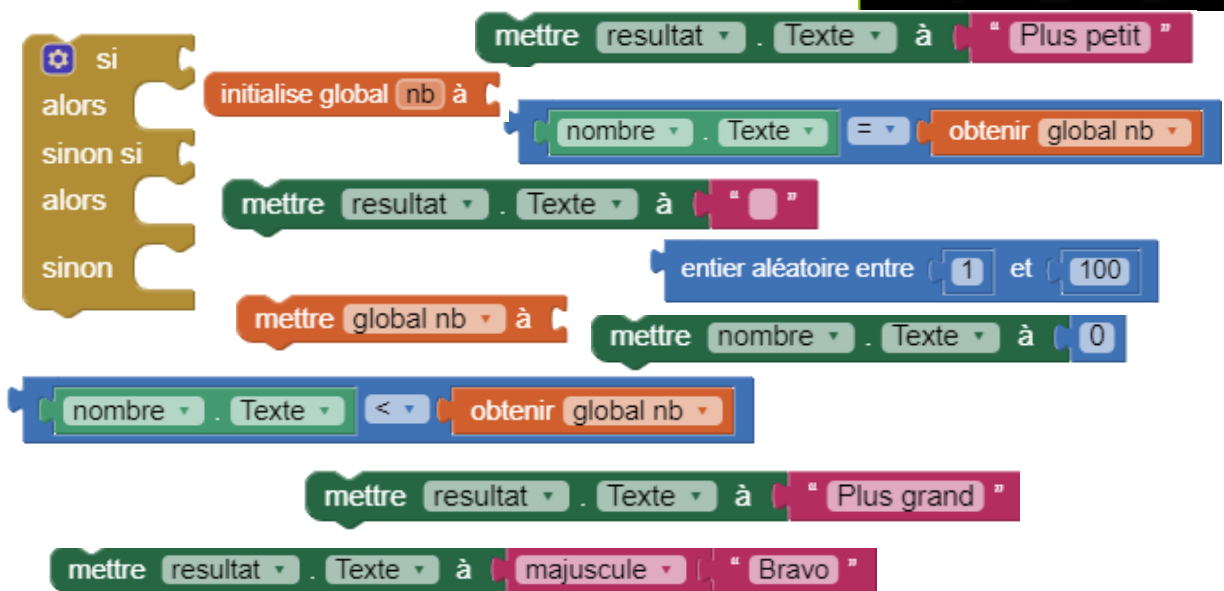 mettre resultat . Texte à “ Plus petit ”
si
alors
sinon si
alors
sinon
initialise global nb à
nombre . Texte = obtenir global nb
mettre resultat . Texte à “ ”
entier aléatoire entre 1 et 100
mettre global nb à
mettre nombre . Texte à 0
nombre . Texte < obtenir global nb
mettre resultat . Texte à “ Plus grand ”
mettre resultat . Texte à majuscule “ Bravo ”